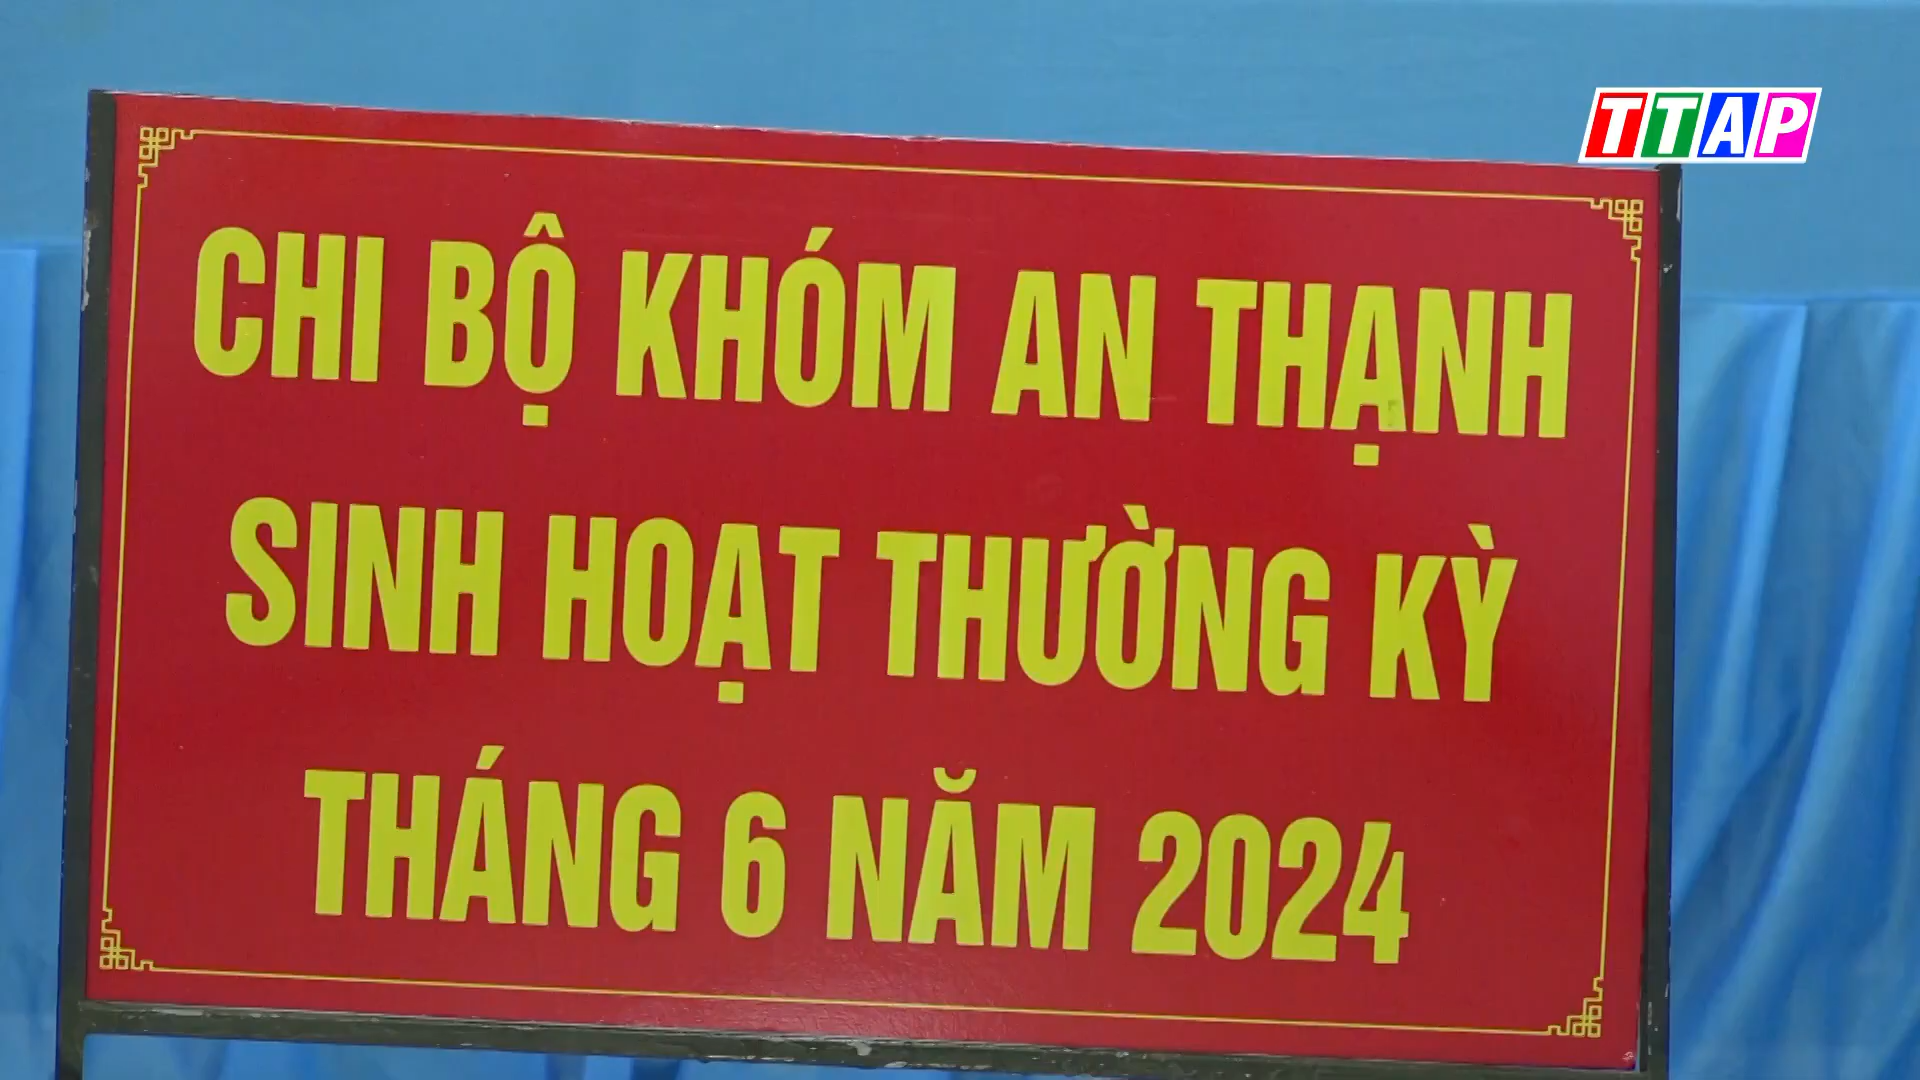 TTAP
CHI BỘ KHÓM AN THẠNH
SINH HOẠT THƯỜNG KỲ
THÁNG 6 NĂM 2024